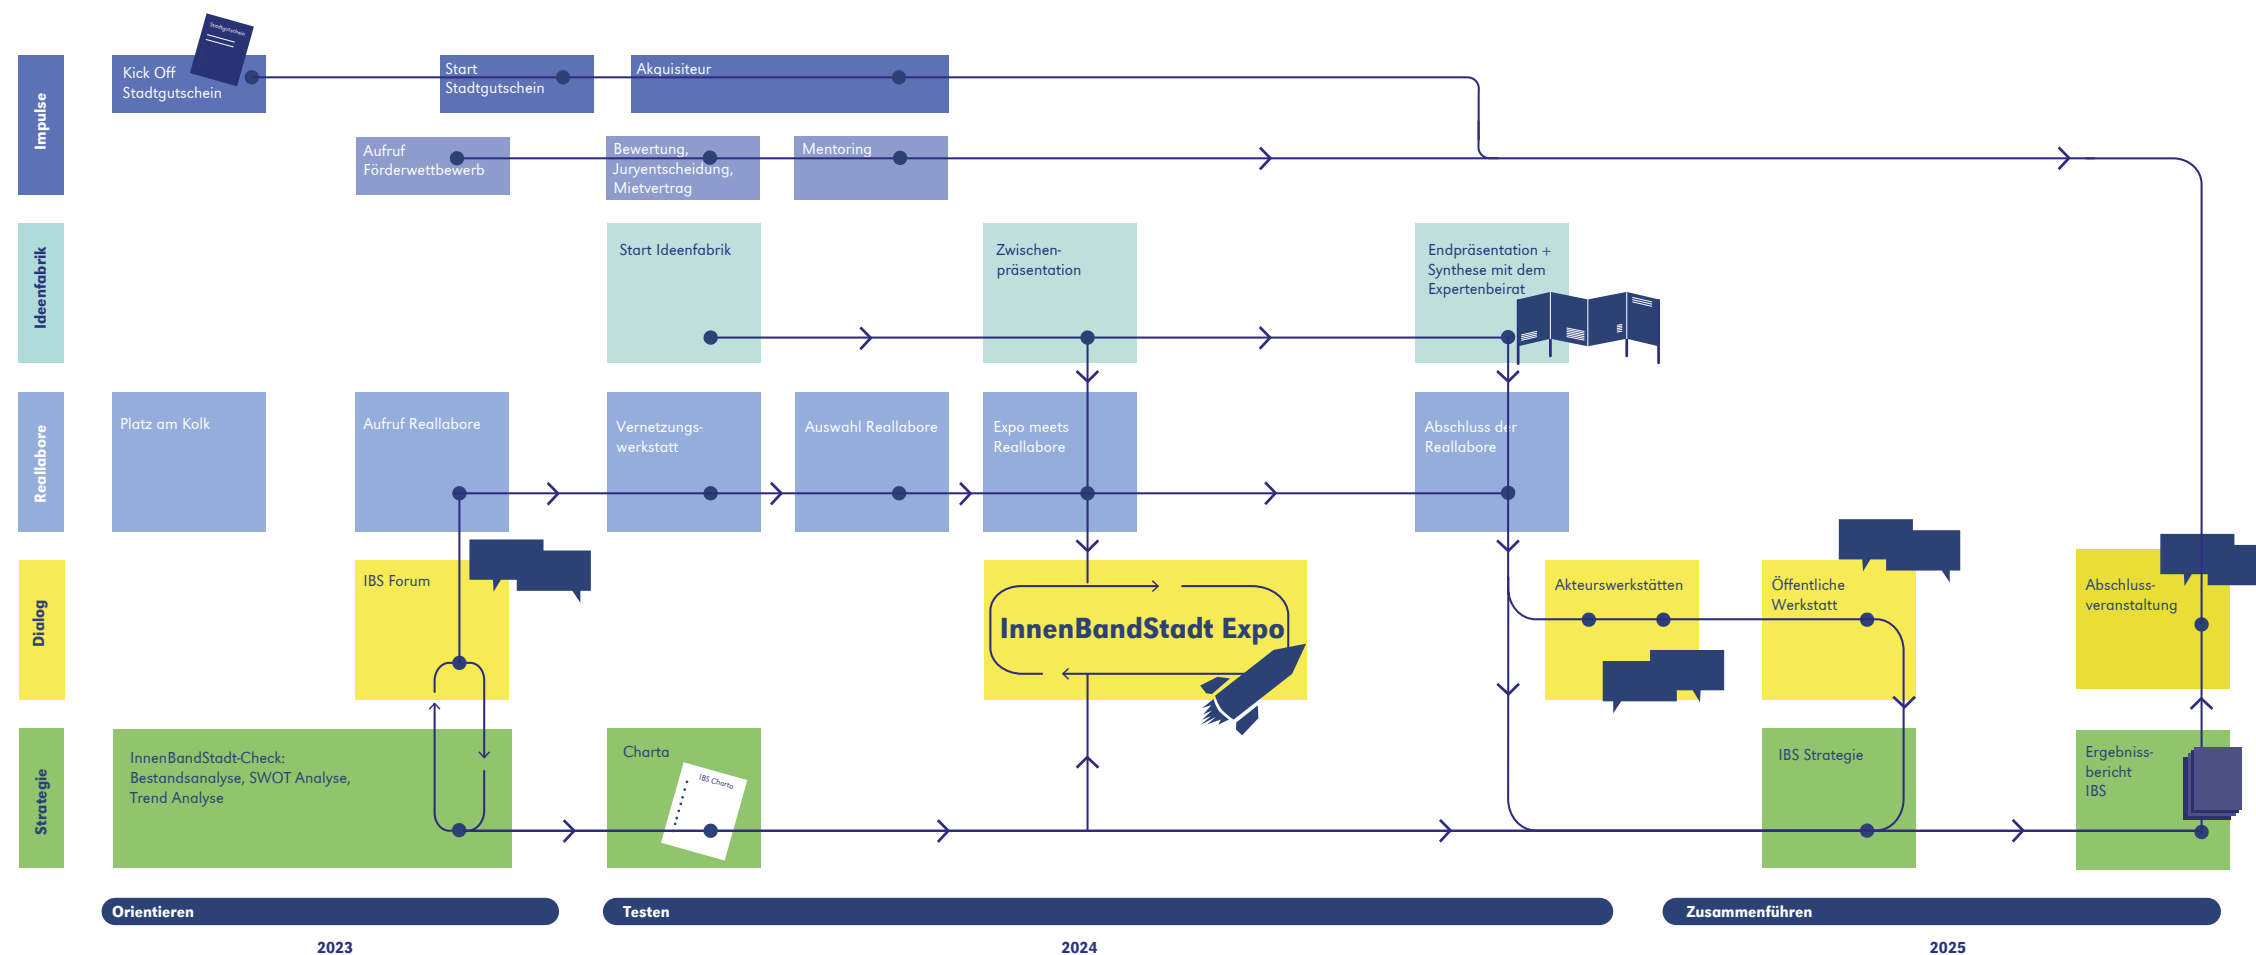 Stadtgutschein
Impulse
Kick Off
Stadtgutschein
Start
Stadtgutschein
Akquisiteur
Aufruf
Förderwettbewerb
Bewertung,
Juryentscheidung,
Mietvertrag
Mentoring
Ideenfabrik
Start Ideenfabrik
Zwischen-
präsentation
Endpräsentation +
Synthese mit dem
Expertenbeirat
Reallabore
Platz am Kolk
Aufruf Reallabore
Vernetzungs-
werkstatt
Auswahl Reallabore
Expo meets
Reallabore
Abschluss der
Reallabore
Dialog
IBS Forum
InnenBandStadt Expo
Akteurswerkstätten
Öffentliche
Werkstatt
Abschluss-
veranstaltung
Strategie
InnenBandStadt-Check:
Bestandsanalyse, SWOT Analyse,
Trend Analyse
Charta
IBS Charta
IBS Strategie
Ergebniss-
bericht
IBS
Orientieren
Testen
Zusammenführen
2023
2024
2025